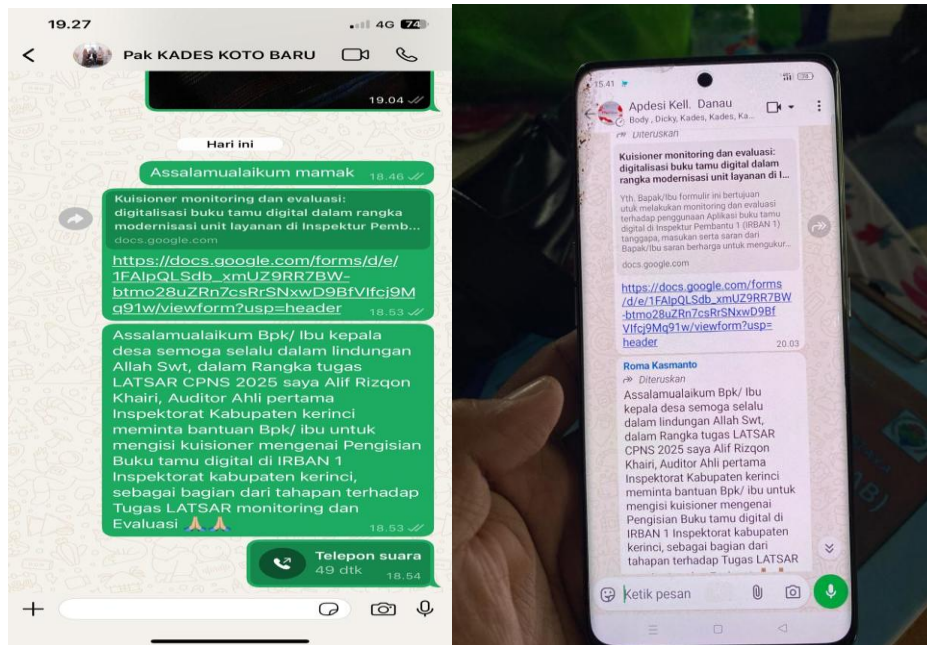 19.27
4G 74
Pak KADES KOTO BARU
19.04
Hari ini
Assalamualaikum mamak 18.46
Kuisioner monitoring dan evaluasi:
digitalisasi buku tamu digital dalam rangka
modernisasi unit layanan di Inspektur Pemb...
docs.google.com
https://docs.google.com/forms/d/e/
1FAIpQLSdb_xmUZ9RR7BW-
btmo28uZRn7csRrSNxwD9BfVIfcj9M
q91w/viewform?usp=header 18.53
Assalamualaikum Bpk/ Ibu kepala
desa semoga selalu dalam lindungan
Allah Swt, dalam Rangka tugas
LATSAR CPNS 2025 saya Alif Rizqon
Khairi, Auditor Ahli pertama
Inspektorat Kabupaten kerinci
meminta bantuan Bpk/ ibu untuk
mengisi kuisioner mengenai Pengisian
Buku tamu digital di IRBAN 1
Inspektorat kabupaten kerinci,
sebagai bagian dari tahapan terhadap
Tugas LATSAR monitoring dan
Evaluasi 🙏🏻🙏🏻 18.53
Telepon suara
49 dtk 18.54
15.41
Apdesi Kell. Danau
Body , Dicky, Kades, Kades, Ka...
Diteruskan
Kuisioner monitoring dan evaluasi:
digitalisasi buku tamu digital dalam
rangka modernisasi unit layanan di I...
Yth. Bapak/Ibu formulir ini bertujuan
utuk melakukan monitoring dan evaluasi
terhadap penggunaan Aplikasi buku tamu
digital di Inspektur Pembantu 1 (IRBAN 1)
tanggapa, masukan serta saran dari
Bapak/Ibu saran berharga untuk mengukur...
docs.google.com
https://docs.google.com/forms
/d/e/1FAIpQLSdb_xmUZ9RR7BW
-btmo28uZRn7csRrSNxwD9Bf
VIfcj9Mq91w/viewform?usp=
header 20.03
Roma Kasmanto
Diteruskan
Assalamualaikum Bpk/ Ibu
kepala desa semoga selalu
dalam lindungan Allah Swt,
dalam Rangka tugas LATSAR
CPNS 2025 saya Alif Rizqon
Khairi, Auditor Ahli pertama
Inspektorat Kabupaten kerinci
meminta bantuan Bpk/ ibu untuk
mengisi kuisioner mengenai
Pengisian Buku tamu digital di
IRBAN 1 Inspektorat kabupaten
kerinci, sebagai bagian dari
tahapan terhadap Tugas LATSAR
Ketik pesan